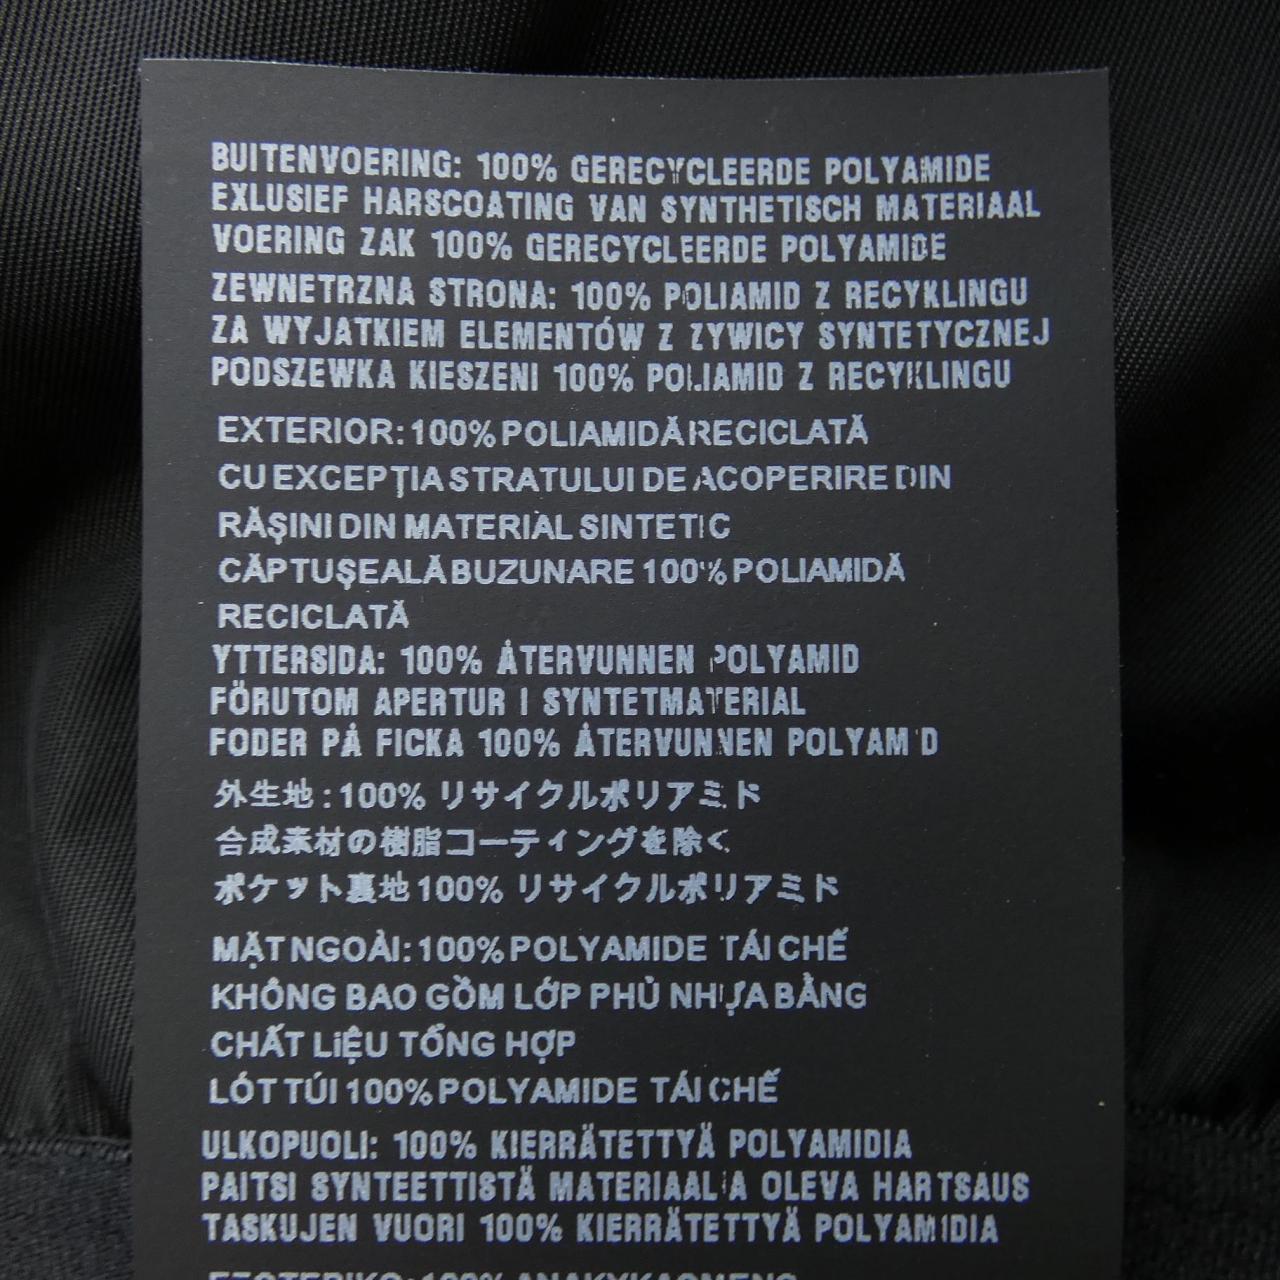 BUITENVOERING: 100% GERECYCLEERDE POLYAMIDE
EXLUSIEF HARSCOATING VAN SYNTHETISCH MATERIAAL
VOERING ZAK 100% GERECYCLEERDE POLYAMIDE
ZEWNETRZNA STRONA: 100% POLIAMID Z RECYKLINGU
ZA WYJATKIEM ELEMENTÓW Z ZYWICY SYNTETYCZNEJ
PODSZEWKA KIESZENI 100% POLIAMID Z RECYKLINGU
EXTERIOR: 100% POLIAMIDĂ RECICLATĂ
CU EXCEPŢIA STRATULUI DE ACOPERIRE DIN
RĂŞINI DIN MATERIAL SINTETIC
CĂPTUŞEALĂ BUZUNARE 100% POLIAMIDĂ
RECICLATĂ
YTTERSIDA: 100% ÅTERVUNNEN POLYAMID
FÖRUTOM APERTUR I SYNTETMATERIAL
FODER PÅ FICKA 100% ÅTERVUNNEN POLYAMID
外生地：100% リサイクルポリアミド
合成素材の樹脂コーティングを除く
ポケット裏地 100% リサイクルポリアミド
MẶT NGOÀI: 100% POLYAMIDE TÁI CHẾ
KHÔNG BAO GỒM LỚP PHỦ NHỰA BẰNG
CHẤT LIỆU TỔNG HỢP
LÓT TÚI 100% POLYAMIDE TÁI CHẾ
ULKOPUOLI: 100% KIERRÄTETTYÄ POLYAMIDIA
PAITSI SYNTEETTISTÄ MATERIAALIA OLEVA HARTSAUS
TASKUJEN VUORI 100% KIERRÄTETTYÄ POLYAMIDIA